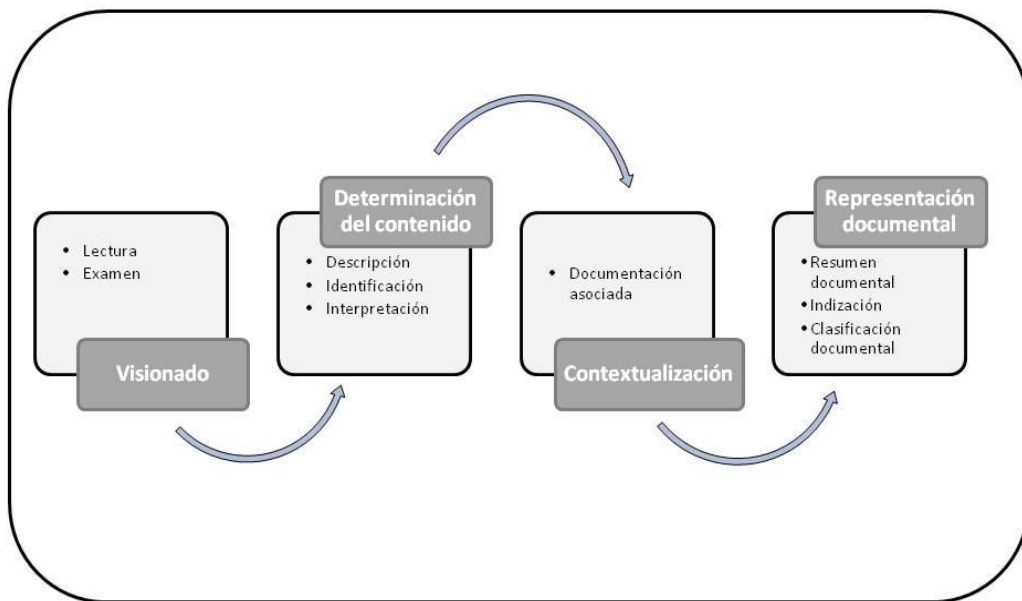 Lectura
Examen
Visionado
Determinación
del contenido
Descripción
Identificación
Interpretación
Documentación
asociada
Contextualización
Representación
documental
Resumen
documental
Indización
Clasificación
documental